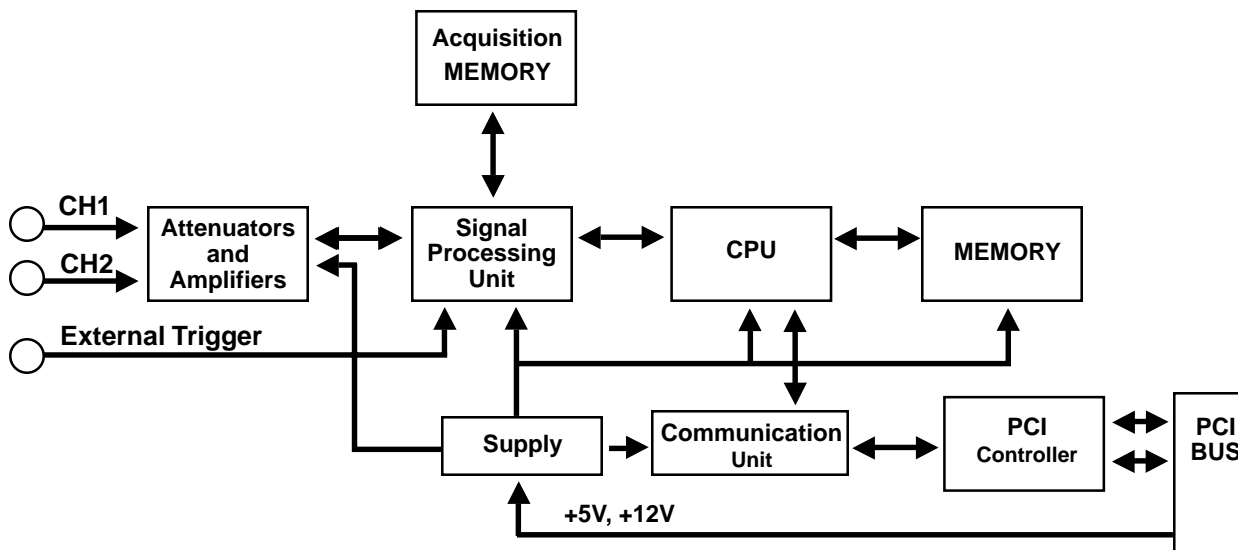 Acquisition
MEMORY
CH1
CH2
Attenuators
and
Amplifiers
Signal
Processing
Unit
CPU
MEMORY
External Trigger
Supply
Communication
Unit
PCI
Controller
PCI
BUS
+5V, +12V